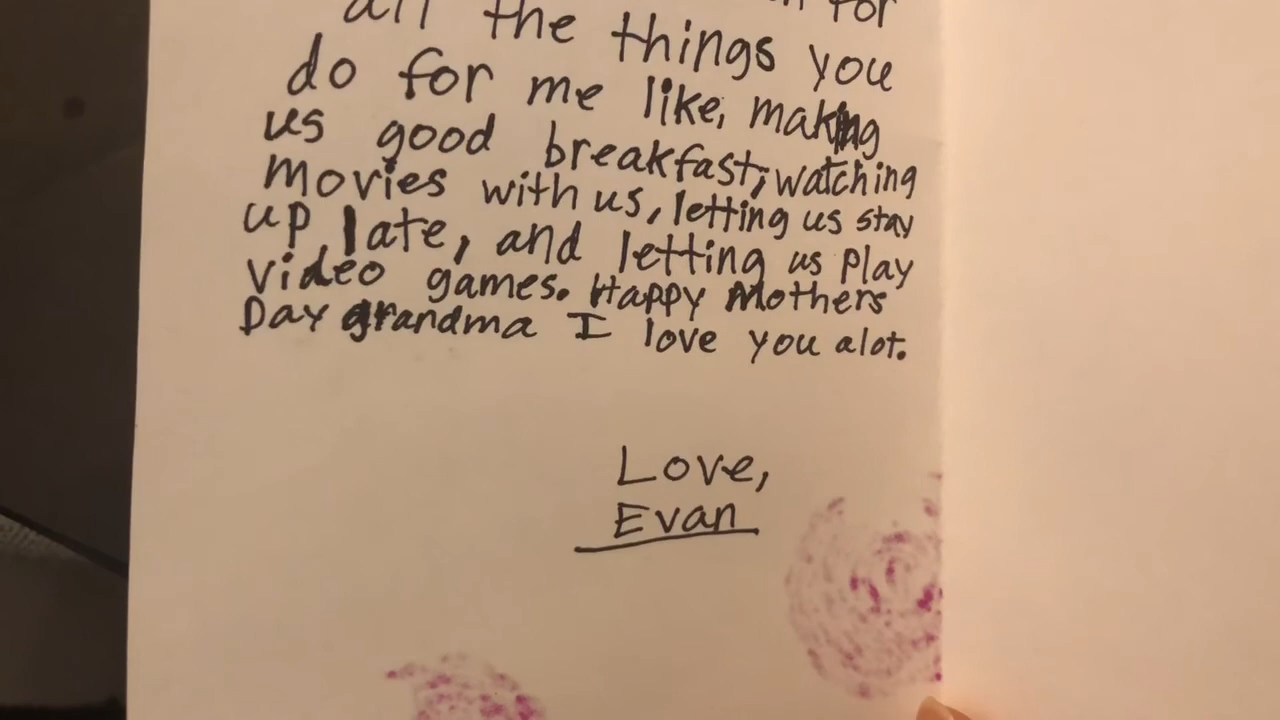 for
all the things you
do for me like, making
us good breakfast, watching
movies with us, letting us stay
up late, and letting us play
video games. Happy Mothers
Day grandma I love you alot.
Love,
Evan